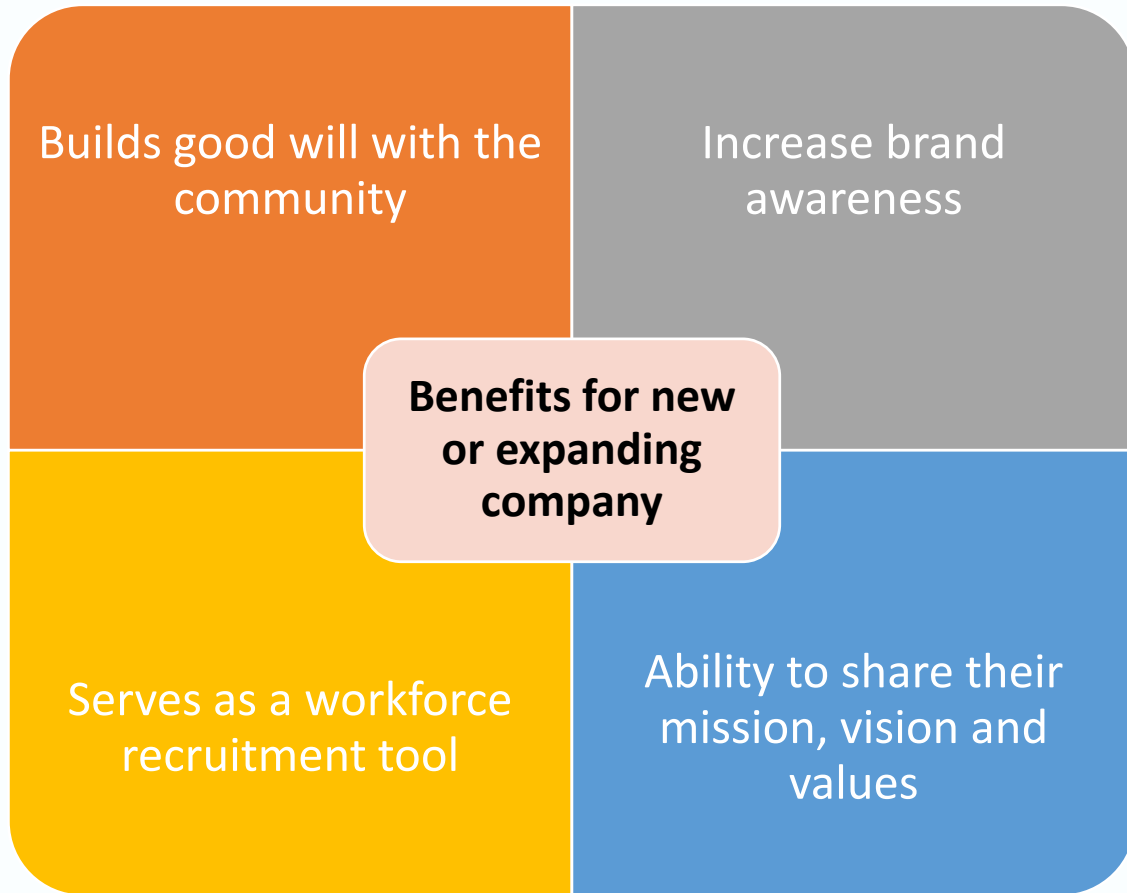 Builds good will with the
community
Increase brand
awareness
Benefits for new
or expanding
company
Serves as a workforce
recruitment tool
Ability to share their
mission, vision and
values